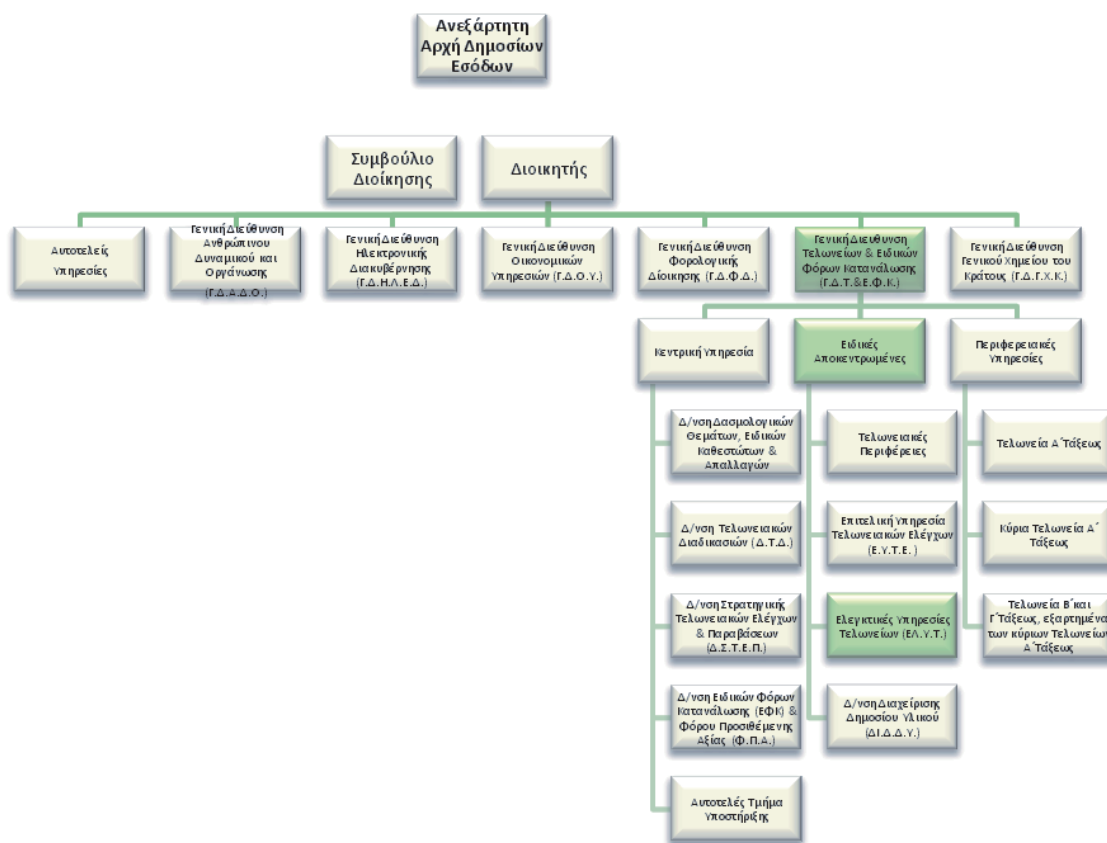 Ανεξάρτητη
Αρχή Δημοσίων
Εσόδων
Συμβούλιο
Διοίκησης
Διοικητής
Αυτοτελείς
Υπηρεσίες
Γενική Διεύθυνση
Ανθρώπινου
Δυναμικού και
Οργάνωσης
(Γ.Δ.Α.Δ.Ο.)
Γενική Διεύθυνση
Ηλεκτρονικής
Διακυβέρνησης
(Γ.Δ.Η.Λ.Ε.Δ.)
Γενική Διεύθυνση
Οικονομικών
Υπηρεσιών (Γ.Δ.Ο.Υ.)
Γενική Διεύθυνση
Φορολογικής
Δίοικησης (Γ.Δ.Φ.Δ.)
Γενική Διευθυνση
Τελωνείων & Ειδικών
Φόρων Κατανάλωσης
(Γ.Δ.Τ.&Ε.Φ.Κ.)
Γενική Διεύθυνση
Γενικού Χημείου του
Κράτους (Γ.Δ.Γ.Χ.Κ.)
Κεντρική Υπηρεσία
Ειδικές
Αποκεντρωμένες
Περιφερειακές
Υπηρεσίες
Δ/νση Δασμολογικών
Θεμάτων, Ειδικών
Καθεστώτων &
Απαλλαγών
Τελωνειακές
Περιφέρειες
Τελωνεία Α΄ Τάξεως
Δ/νση Τελωνειακών
Διαδικασιών (Δ.Τ.Δ.)
Επιτελική Υπηρεσία
Τελωνειακών Ελέγχων
(Ε.Υ.Τ.Ε. )
Κύρια Τελωνεία Α΄
Τάξεως
Δ/νση Στρατηγικής
Τελωνειακών Ελέγχων
& Παραβάσεων
(Δ.Σ.Τ.Ε.Π.)
Ελεγκτικές Υπηρεσίες
Τελωνείων (ΕΛ.Υ.Τ.)
Τελωνεία Β΄ και
Γ΄Τάξεως, εξαρτημένα
των κύριων Τελωνείων
Α΄Τάξεως
Δ/νση Ειδικών Φόρων
Κατανάλωσης (ΕΦΚ) &
Φόρου Προσιθέμενης
Αξίας (Φ.Π.Α.)
Δ/νση Διαχείρισης
Δημοσίου Υλικού
(ΔΙ.Δ.Δ.Υ.)
Αυτοτελές Τμήμα
Υποστήριξης